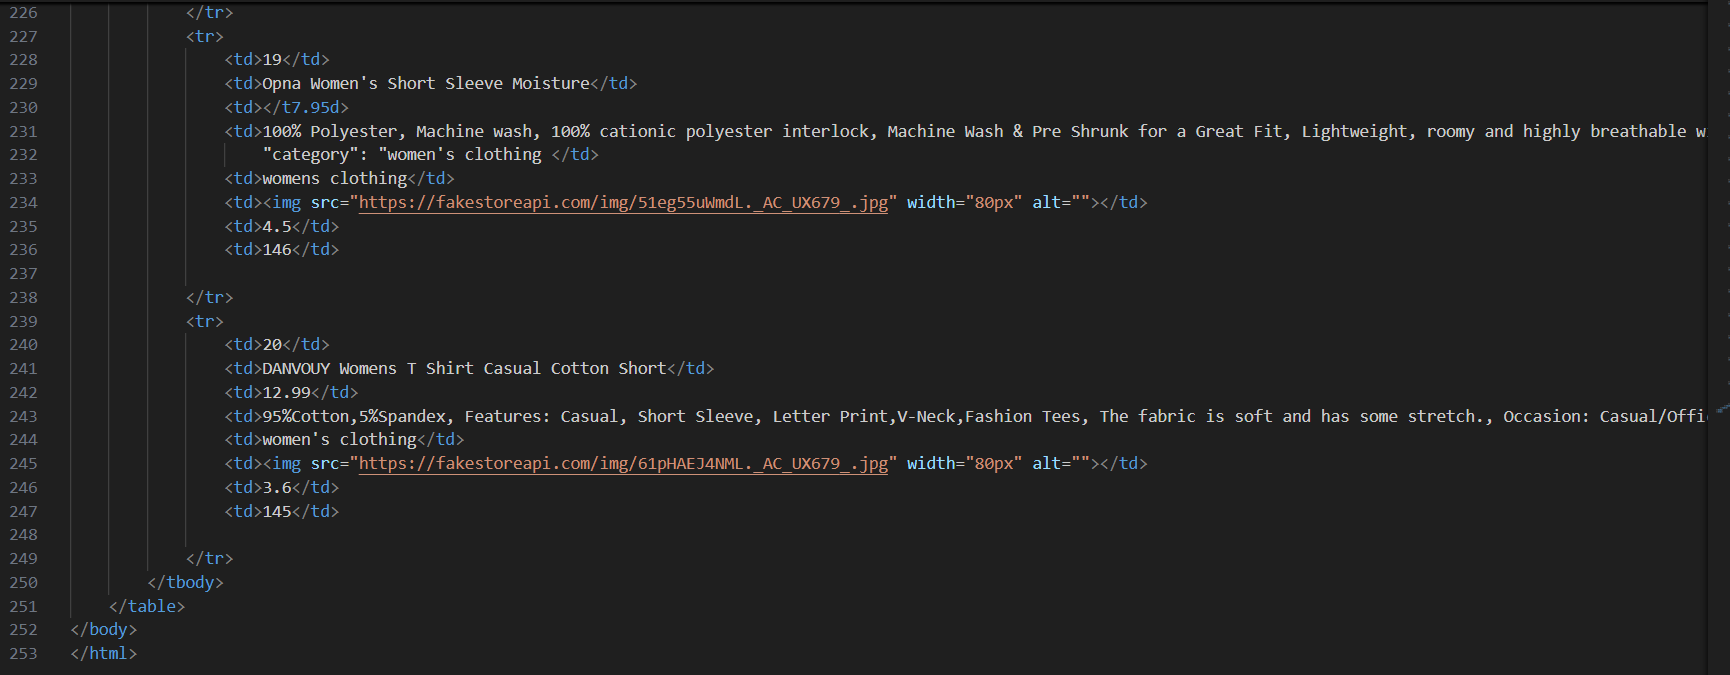 226 </tr>
227 <tr>
228 <td>19</td>
229 <td>Opna Women's Short Sleeve Moisture</td>
230 <td></t7.95d>
231 <td>100% Polyester, Machine wash, 100% cationic polyester interlock, Machine Wash & Pre Shrunk for a Great Fit, Lightweight, roomy and highly breathable
232 "category": "women's clothing </td>
233 <td>womens clothing</td>
234 <td><img src="https://fakestoreapi.com/img/51eg55uWmdL._AC_UX679_.jpg" width="80px" alt=""></td>
235 <td>4.5</td>
236 <td>146</td>
237
238 </tr>
239 <tr>
240 <td>20</td>
241 <td>DANVOUY Womens T Shirt Casual Cotton Short</td>
242 <td>12.99</td>
243 <td>95%Cotton,5%Spandex, Features: Casual, Short Sleeve, Letter Print,V-Neck,Fashion Tees, The fabric is soft and has some stretch., Occasion: Casual/Offi
244 <td>women's clothing</td>
245 <td><img src="https://fakestoreapi.com/img/61pHAEJ4NML._AC_UX679_.jpg" width="80px" alt=""></td>
246 <td>3.6</td>
247 <td>145</td>
248
249 </tr>
250 </tbody>
251 </table>
252 </body>
253 </html>